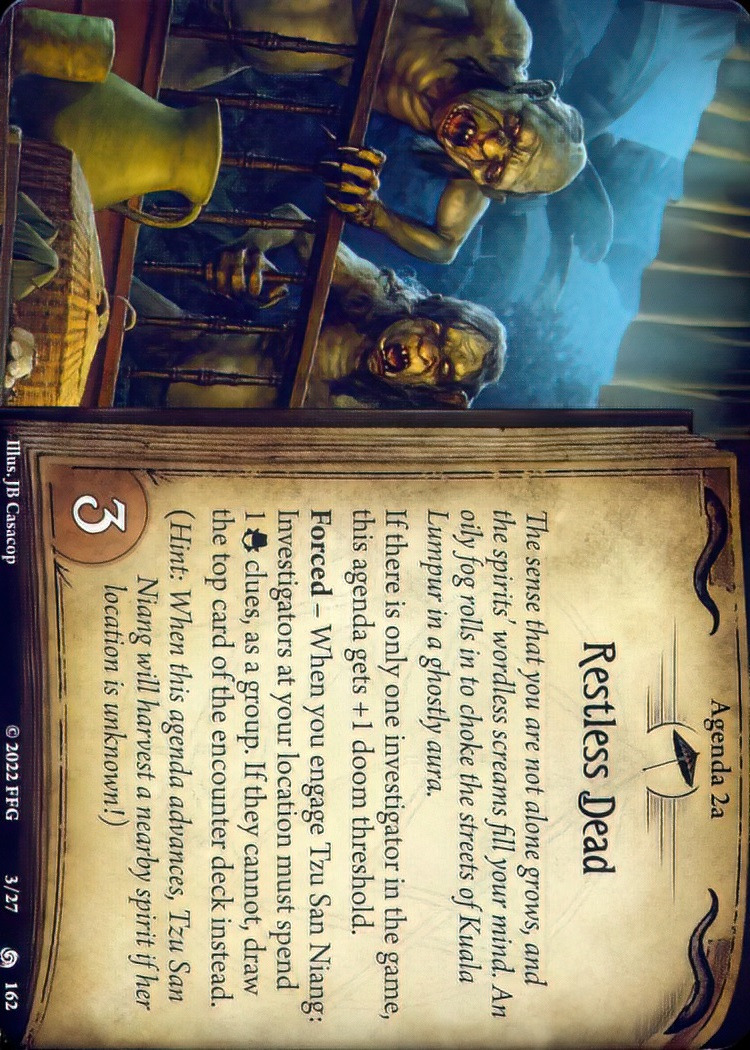 Agenda 2a
Restless Dead
The sense that you are not alone grows, and
the spirits' wordless screams fill your mind. An
oily fog rolls in to choke the streets of Kuala
Lumpur in a ghostly aura.
If there is only one investigator in the game,
this agenda gets +1 doom threshold.
Forced – When you engage Tzu San Niang:
Investigators at your location must spend
1 clues, as a group. If they cannot, draw
the top card of the encounter deck instead.
(Hint: When this agenda advances, Tzu San
Niang will harvest a nearby spirit if her
location is unknown!)
3
Illus. JB Casacop
© 2022 FFG
3/27
162